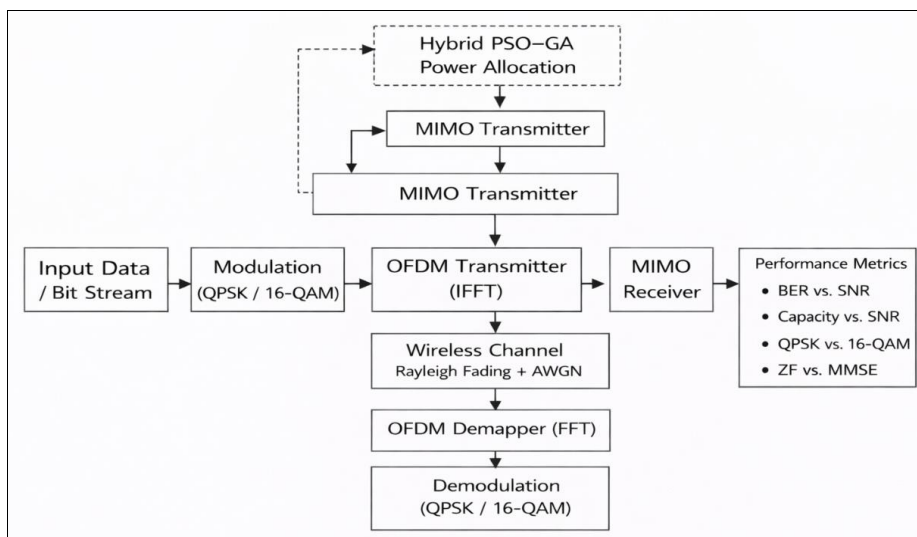 Hybrid PSO–GA
Power Allocation
MIMO Transmitter
MIMO Transmitter
Input Data
/ Bit Stream
Modulation
(QPSK / 16-QAM)
OFDM Transmitter
(IFFT)
MIMO
Receiver
Performance Metrics
• BER vs. SNR
• Capacity vs. SNR
• QPSK vs. 16-QAM
• ZF vs. MMSE
Wireless Channel
Rayleigh Fading + AWGN
OFDM Demapper (FFT)
Demodulation
(QPSK / 16-QAM)